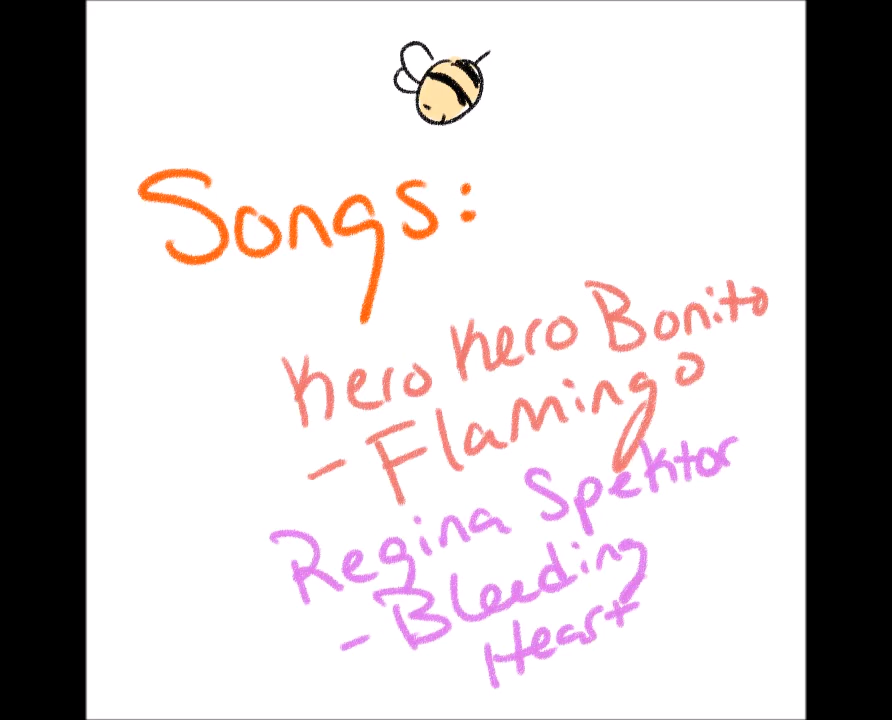 Songs:
Kero Kero Bonito
- Flamingo
Regina Spektor
- Bleeding
Heart